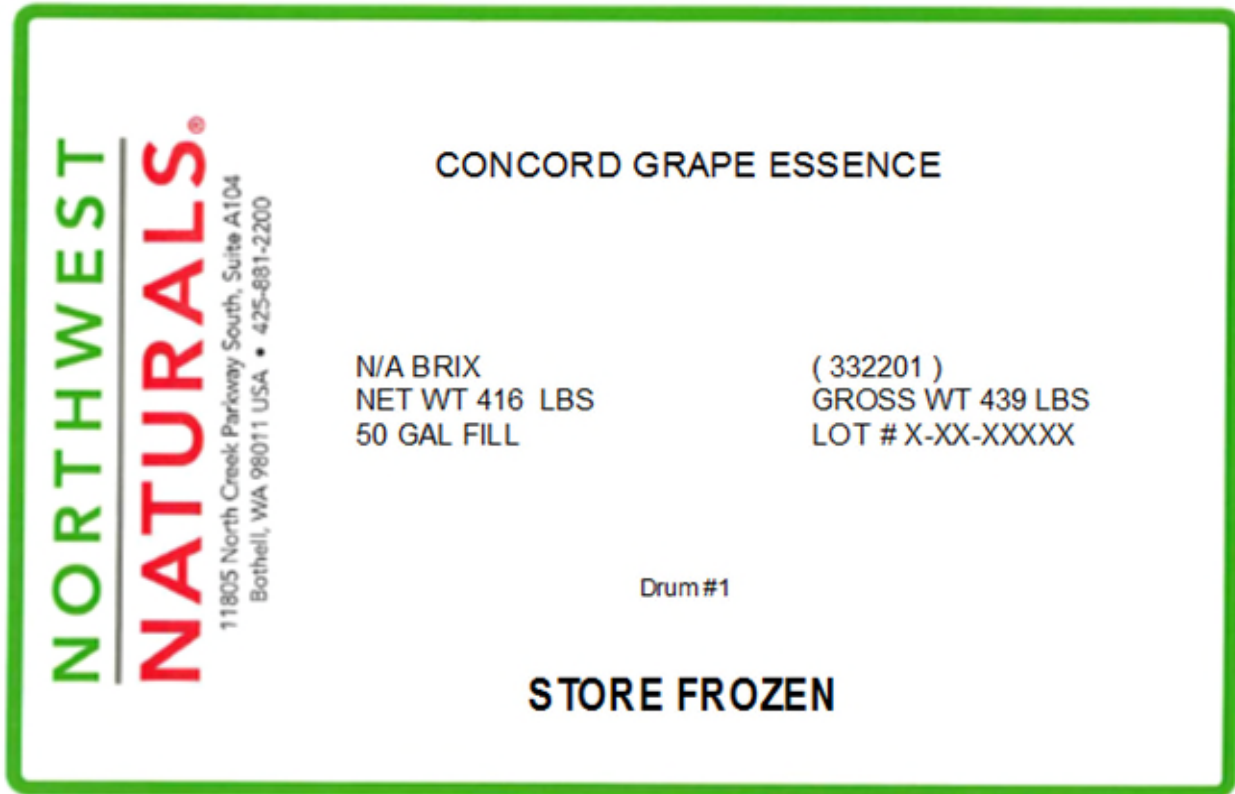 NORTHWEST
NATURALS®
11805 North Creek Parkway South, Suite A104
Bothell, WA 98011 USA • 425-881-2200
CONCORD GRAPE ESSENCE
N/A BRIX
NET WT 416 LBS
50 GAL FILL
( 332201 )
GROSS WT 439 LBS
LOT # X-XX-XXXXX
Drum #1
STORE FROZEN